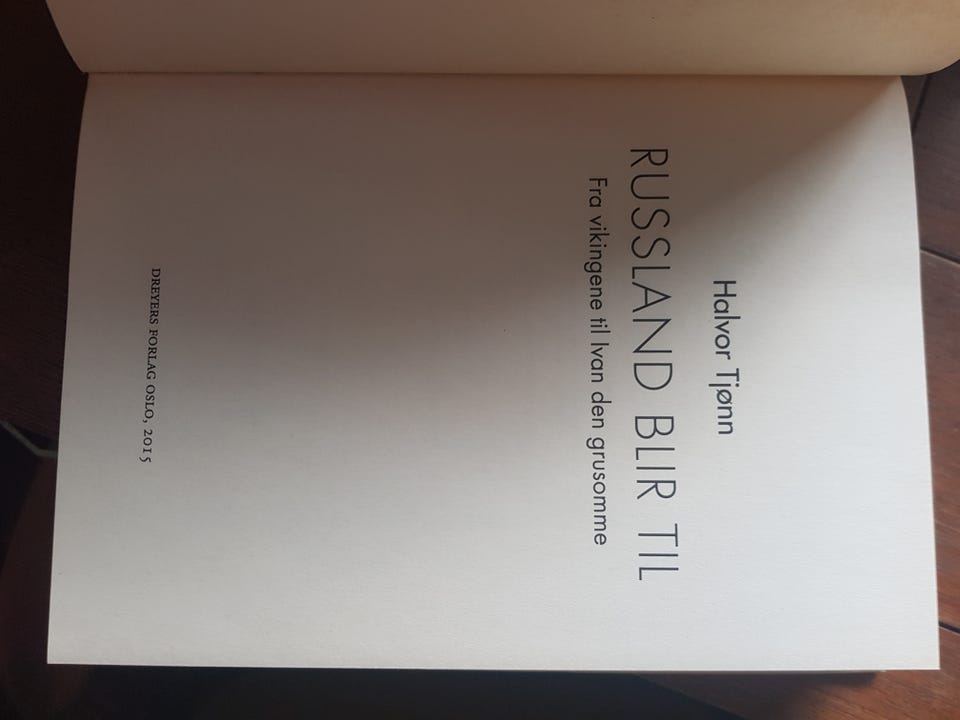 Halvor Tjønn
RUSSLAND BLIR TIL
Fra vikingene til Ivan den grusomme
DREYERS FORLAG OSLO, 2015